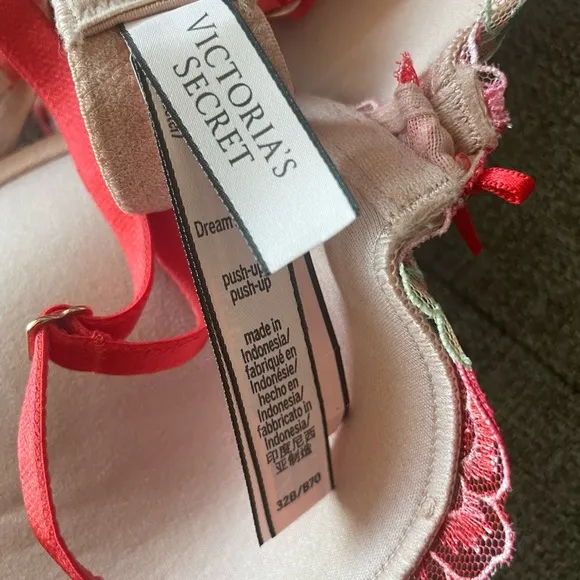 VICTORIA'S
SECRET
Dream
push-up
push-up
made in
Indonesia/
fabriqué en
Indonésie/
hecho en
Indonesia/
fabbricato in
Indonesia/
印度尼西
亚制造
32B/B70